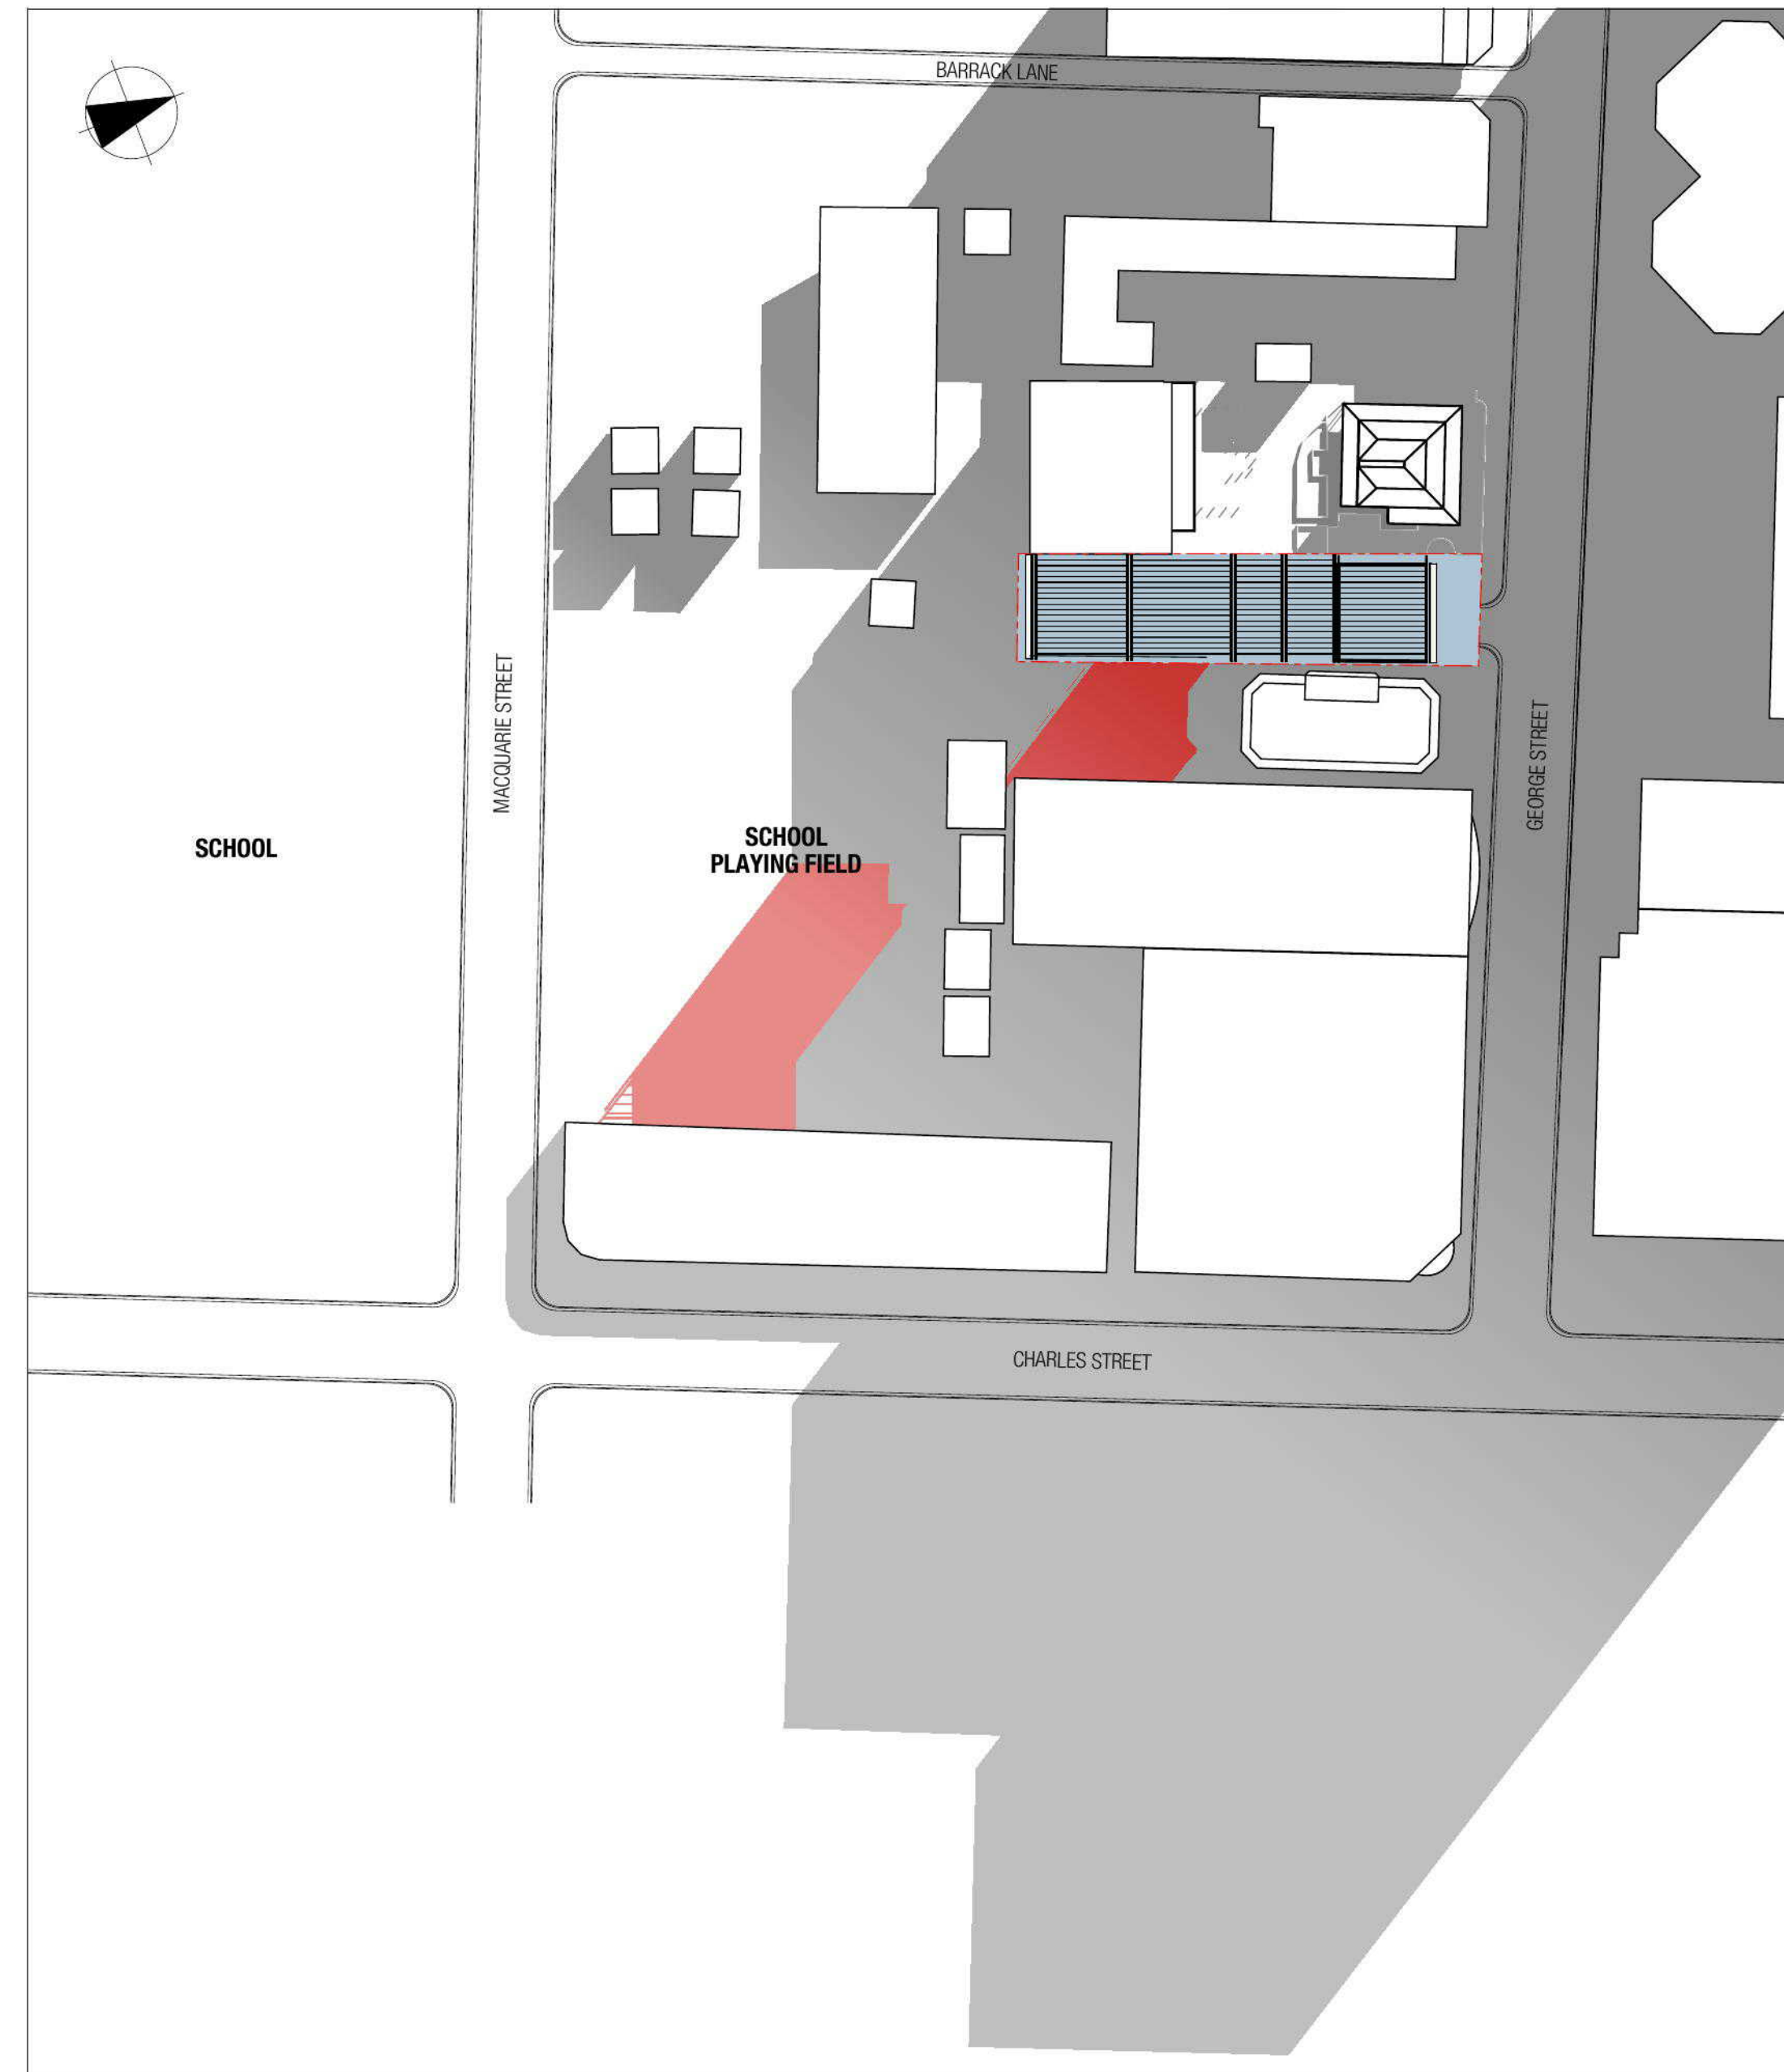 BARRACK LANE
MACQUARIE STREET
GEORGE STREET
SCHOOL
SCHOOL
PLAYING FIELD
CHARLES STREET